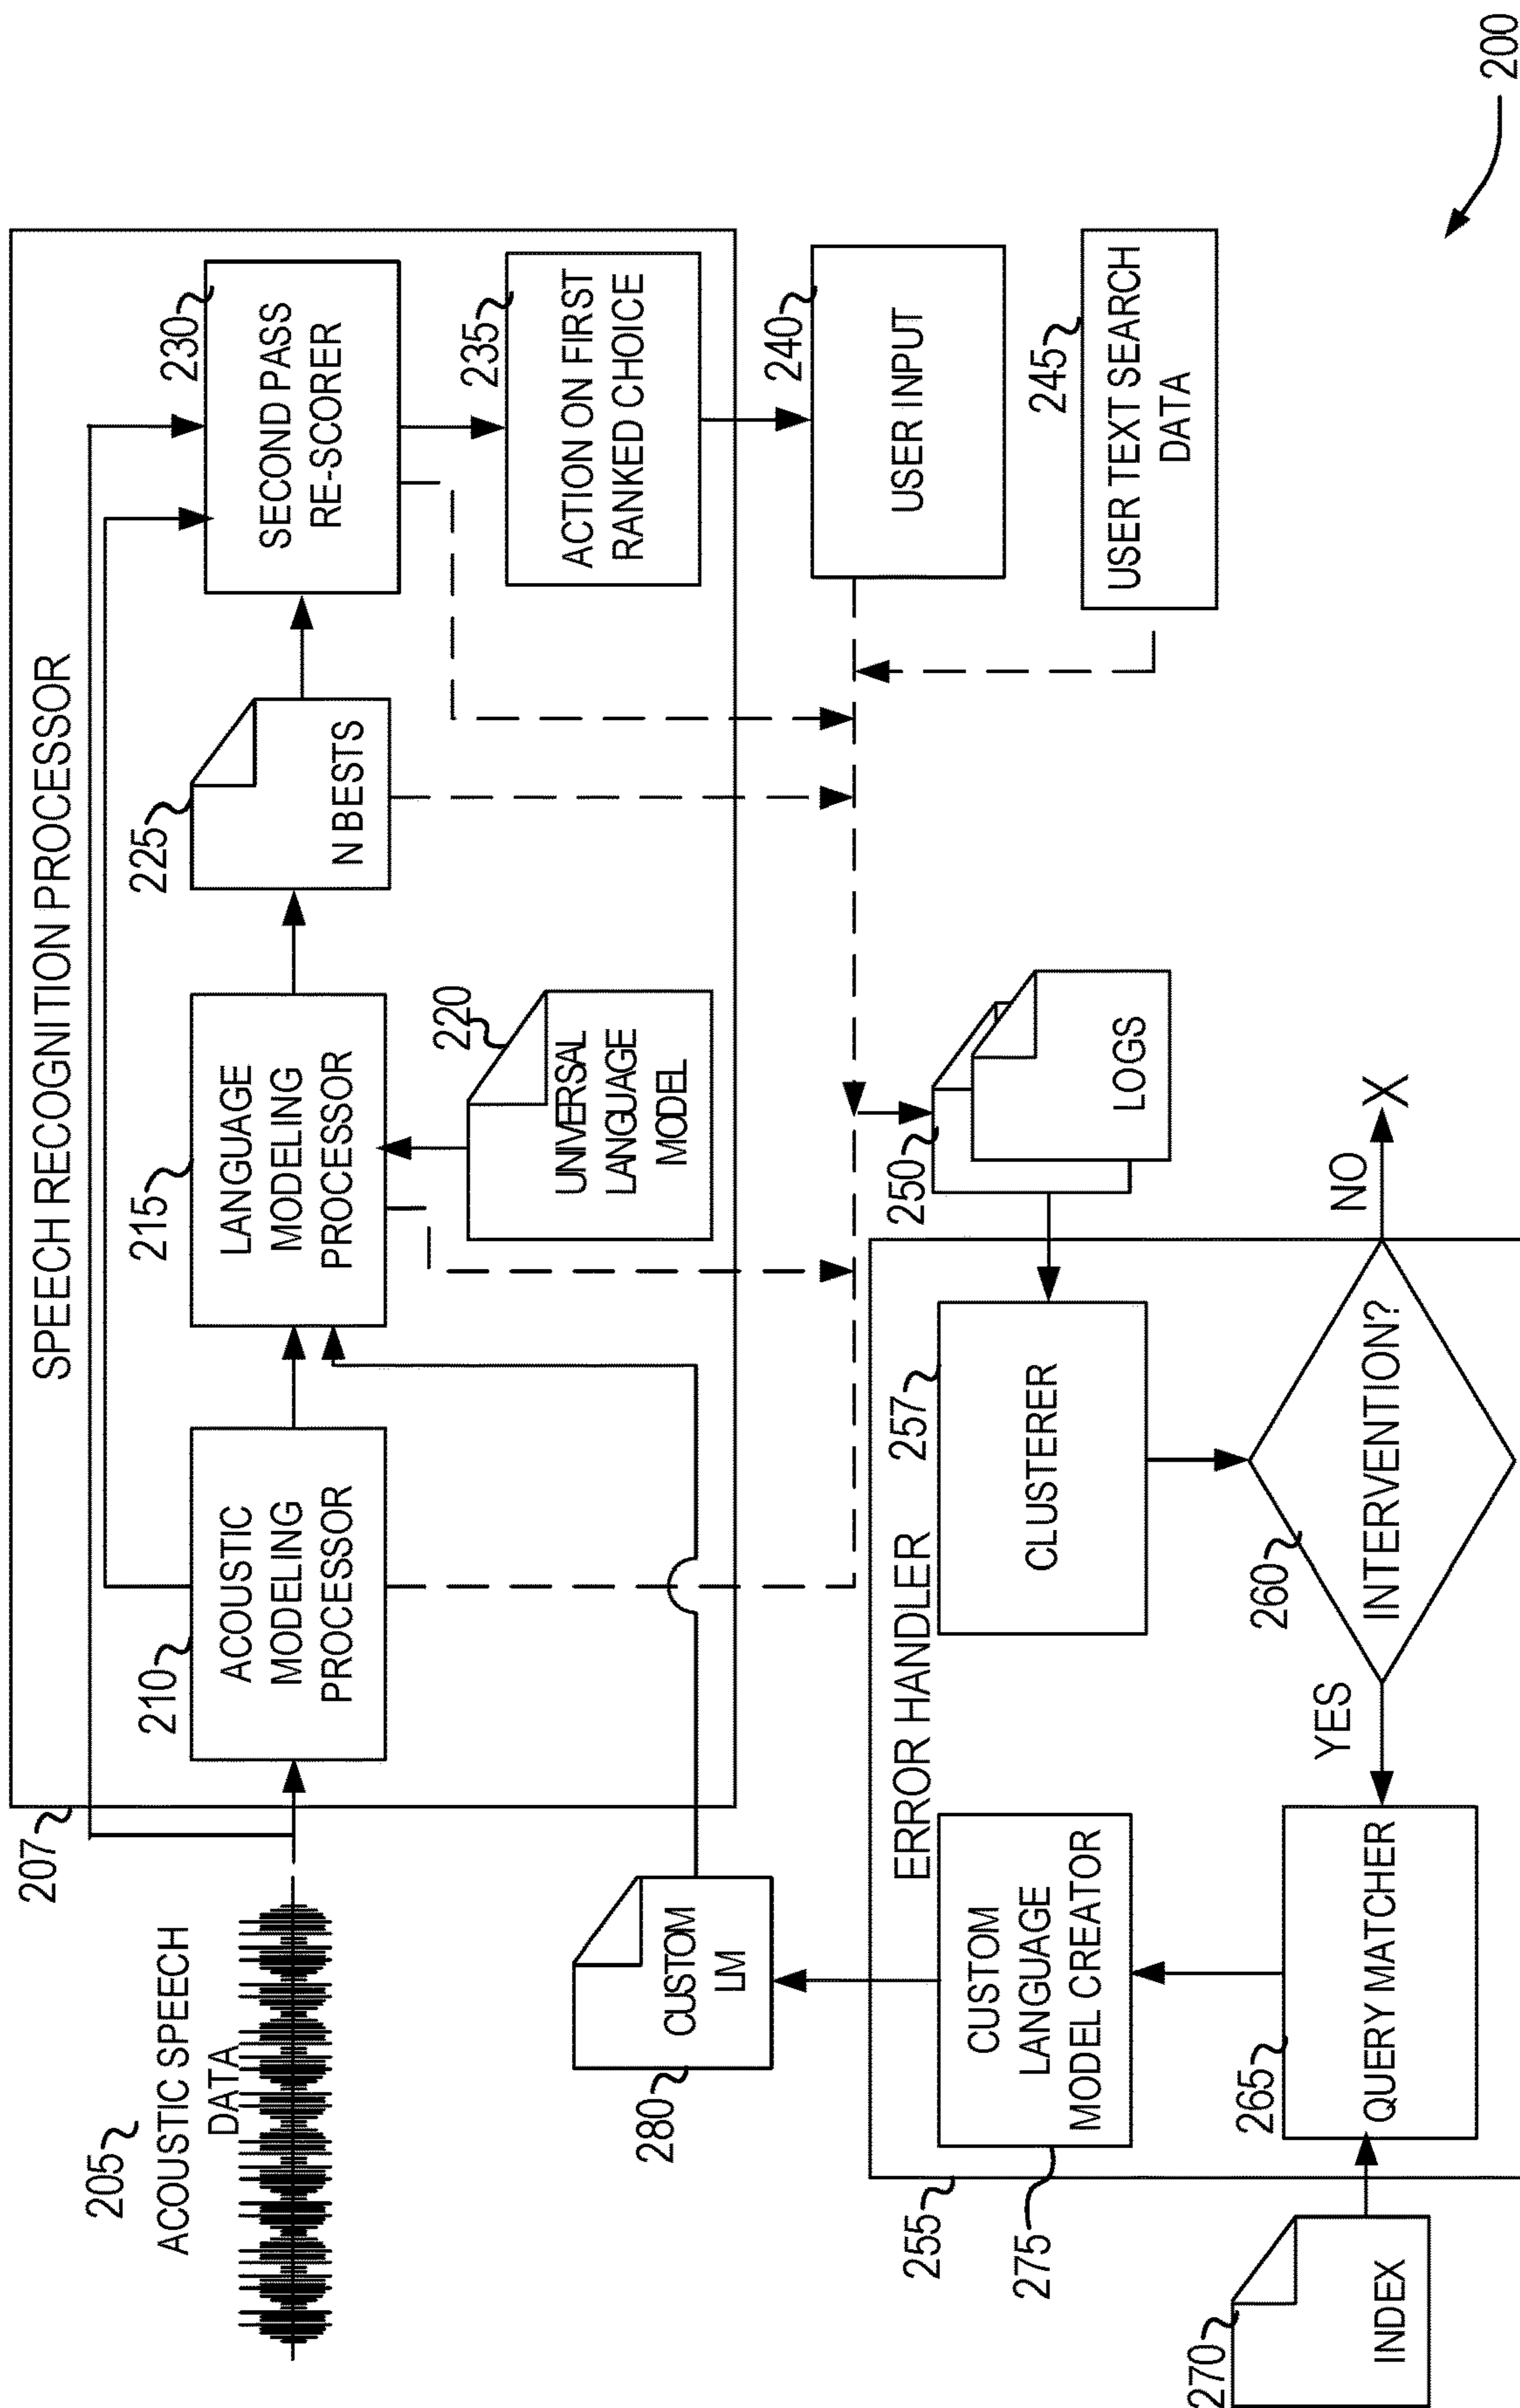 200
SPEECH RECOGNITION PROCESSOR
207
205
ACOUSTIC SPEECH
DATA
210
ACOUSTIC
MODELING
PROCESSOR
215
LANGUAGE
MODELING
PROCESSOR
220
UNIVERSAL
LANGUAGE
MODEL
225
N BESTS
230
SECOND PASS
RE-SCORER
235
ACTION ON FIRST
RANKED CHOICE
240
USER INPUT
245
USER TEXT SEARCH
DATA
280
CUSTOM
LM
250
LOGS
255
ERROR HANDLER
257
CLUSTERER
260
INTERVENTION?
NO
X
YES
265
QUERY MATCHER
270
INDEX
275
CUSTOM
LANGUAGE
MODEL CREATOR